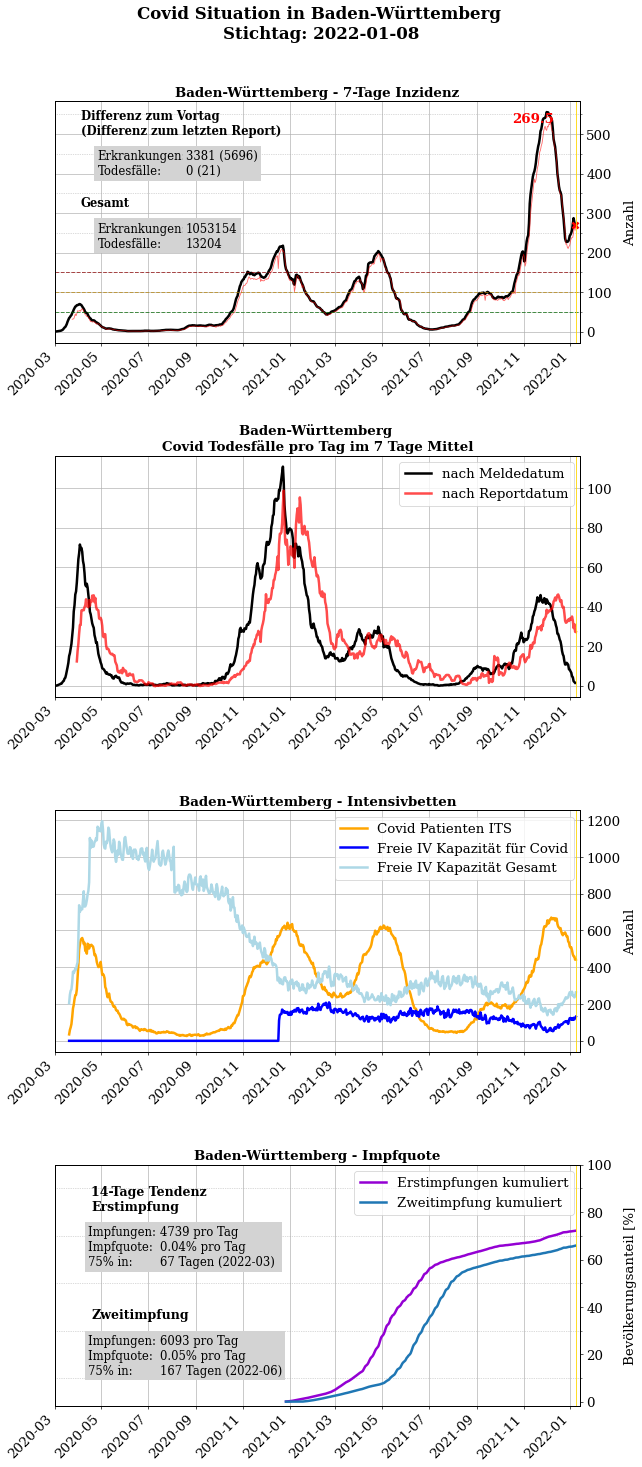 Covid Situation in Baden-Württemberg
Stichtag: 2022-01-08
Baden-Württemberg - 7-Tage Inzidenz
Differenz zum Vortag
(Differenz zum letzten Report)
Erkrankungen 3381 (5696)
Todesfälle: 0 (21)
Gesamt
Erkrankungen 1053154
Todesfälle: 13204
269.5
500
400
300
200
100
0
Anzahl
2020-03 2020-05 2020-07 2020-09 2020-11 2021-01 2021-03 2021-05 2021-07 2021-09 2021-11 2022-01
Baden-Württemberg
Covid Todesfälle pro Tag im 7 Tage Mittel
nach Meldedatum
nach Reportdatum
100
80
60
40
20
0
2020-03 2020-05 2020-07 2020-09 2020-11 2021-01 2021-03 2021-05 2021-07 2021-09 2021-11 2022-01
Baden-Württemberg - Intensivbetten
Covid Patienten ITS
Freie IV Kapazität für Covid
Freie IV Kapazität Gesamt
1200
1000
800
600
400
200
0
Anzahl
2020-03 2020-05 2020-07 2020-09 2020-11 2021-01 2021-03 2021-05 2021-07 2021-09 2021-11 2022-01
Baden-Württemberg - Impfquote
14-Tage Tendenz
Erstimpfung
Impfungen: 4739 pro Tag
Impfquote: 0.04% pro Tag
75% in: 67 Tagen (2022-03)
Zweitimpfung
Impfungen: 6093 pro Tag
Impfquote: 0.05% pro Tag
75% in: 167 Tagen (2022-06)
Erstimpfungen kumuliert
Zweitimpfung kumuliert
100
80
60
40
20
0
Bevölkerungsanteil [%]
2020-03 2020-05 2020-07 2020-09 2020-11 2021-01 2021-03 2021-05 2021-07 2021-09 2021-11 2022-01